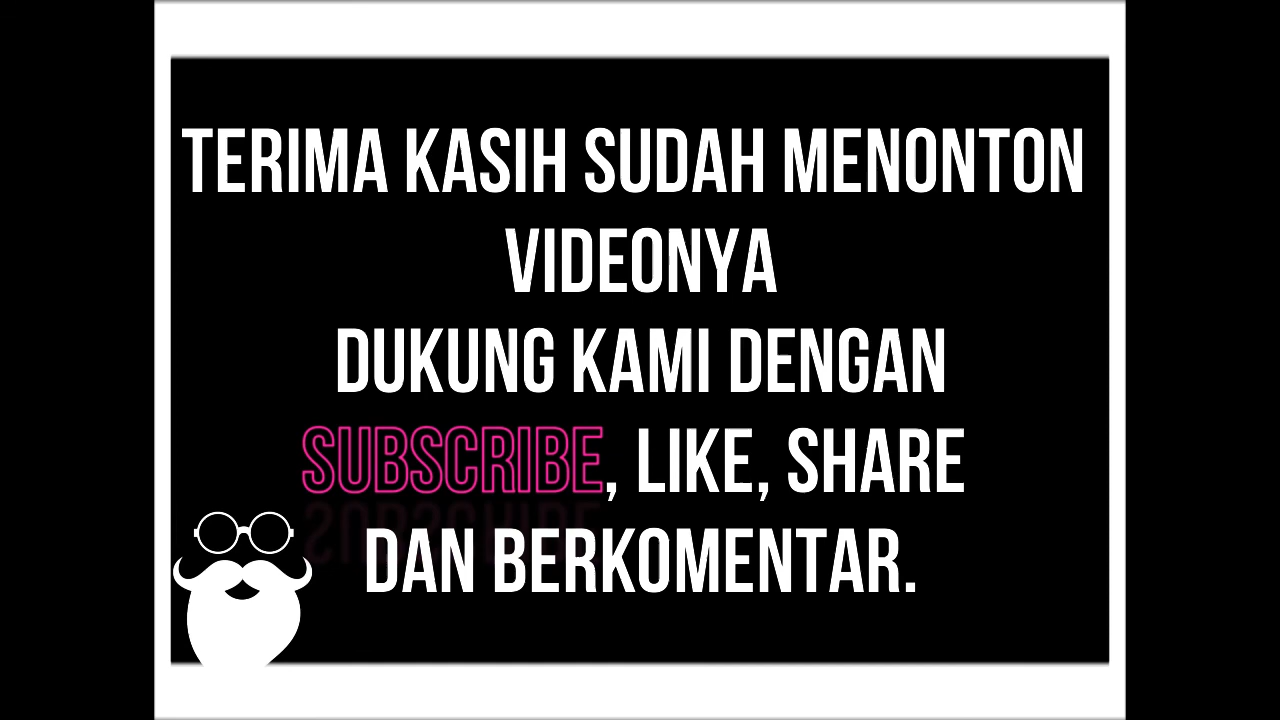 TERIMA KASIH SUDAH MENONTON
VIDEONYA
DUKUNG KAMI DENGAN
SUBSCRIBE, LIKE, SHARE
DAN BERKOMENTAR.